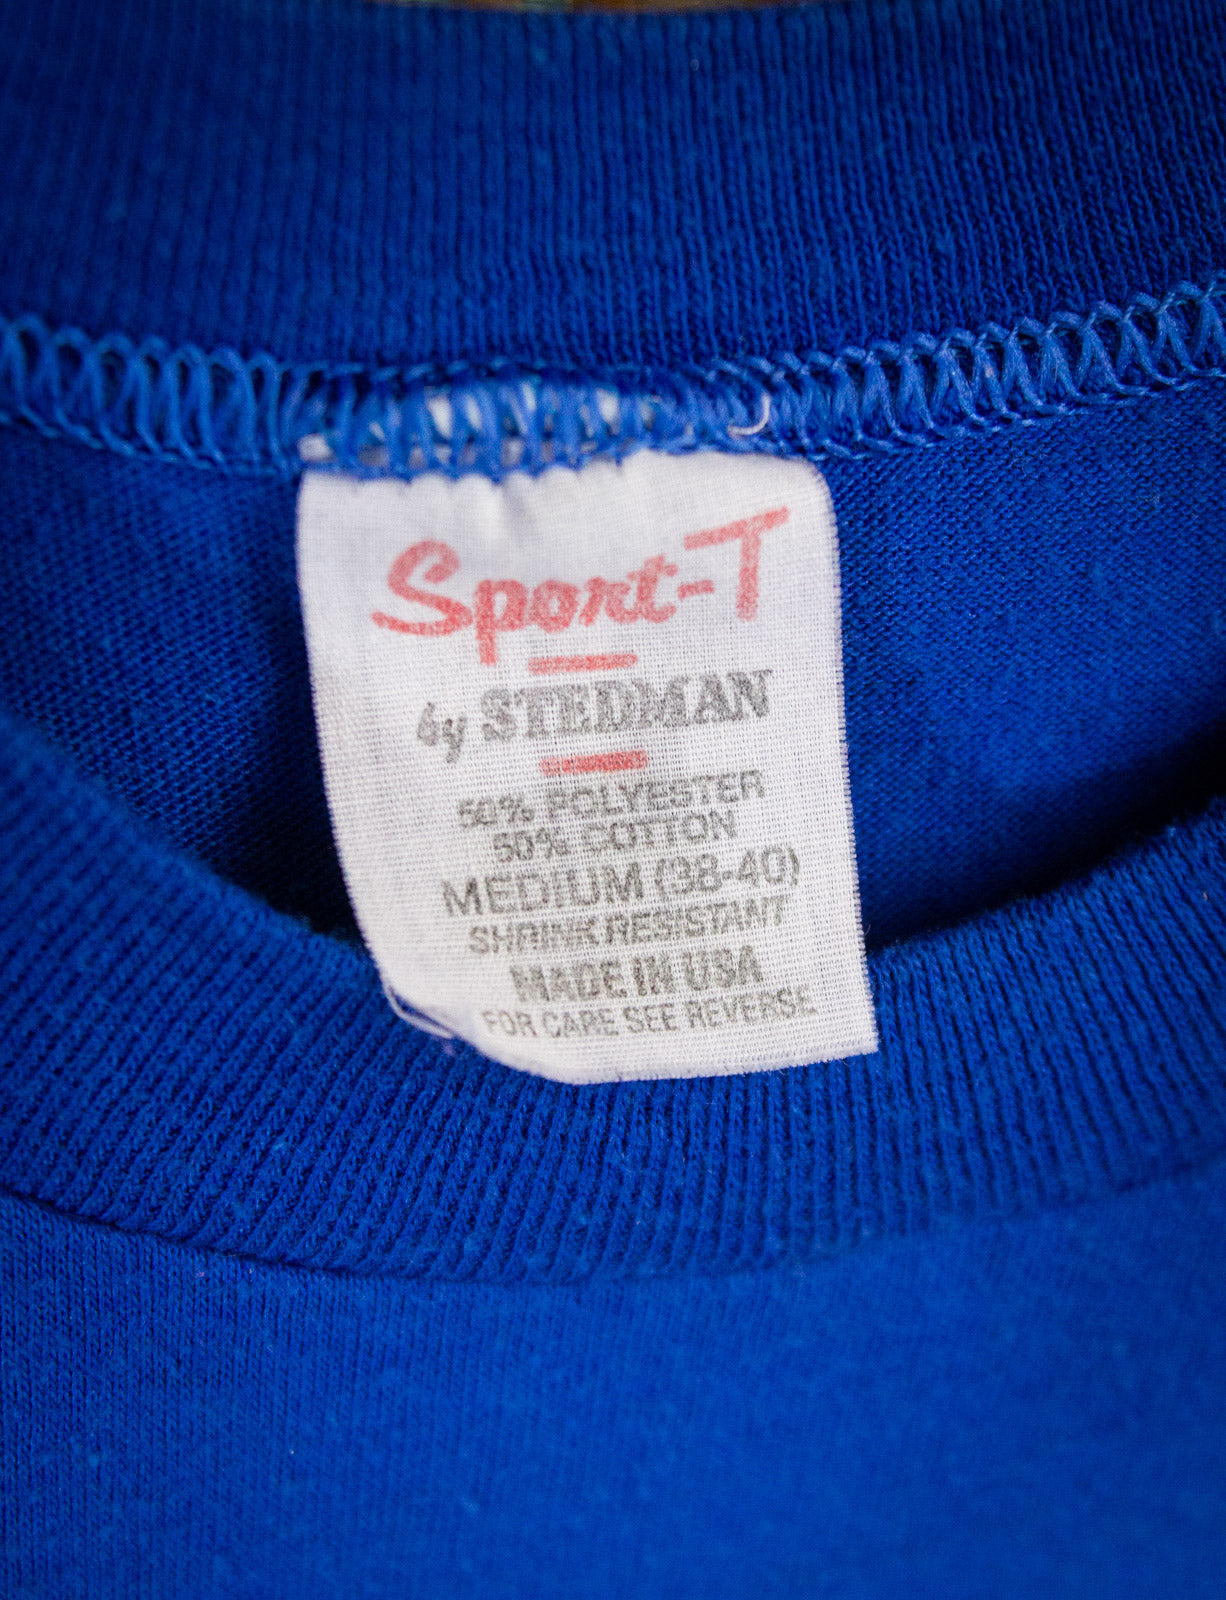 Sport-T
by STEDMAN
50% POLYESTER
50% COTTON
MEDIUM (38-40)
SHRINK RESISTANT
MADE IN USA
FOR CARE SEE REVERSE